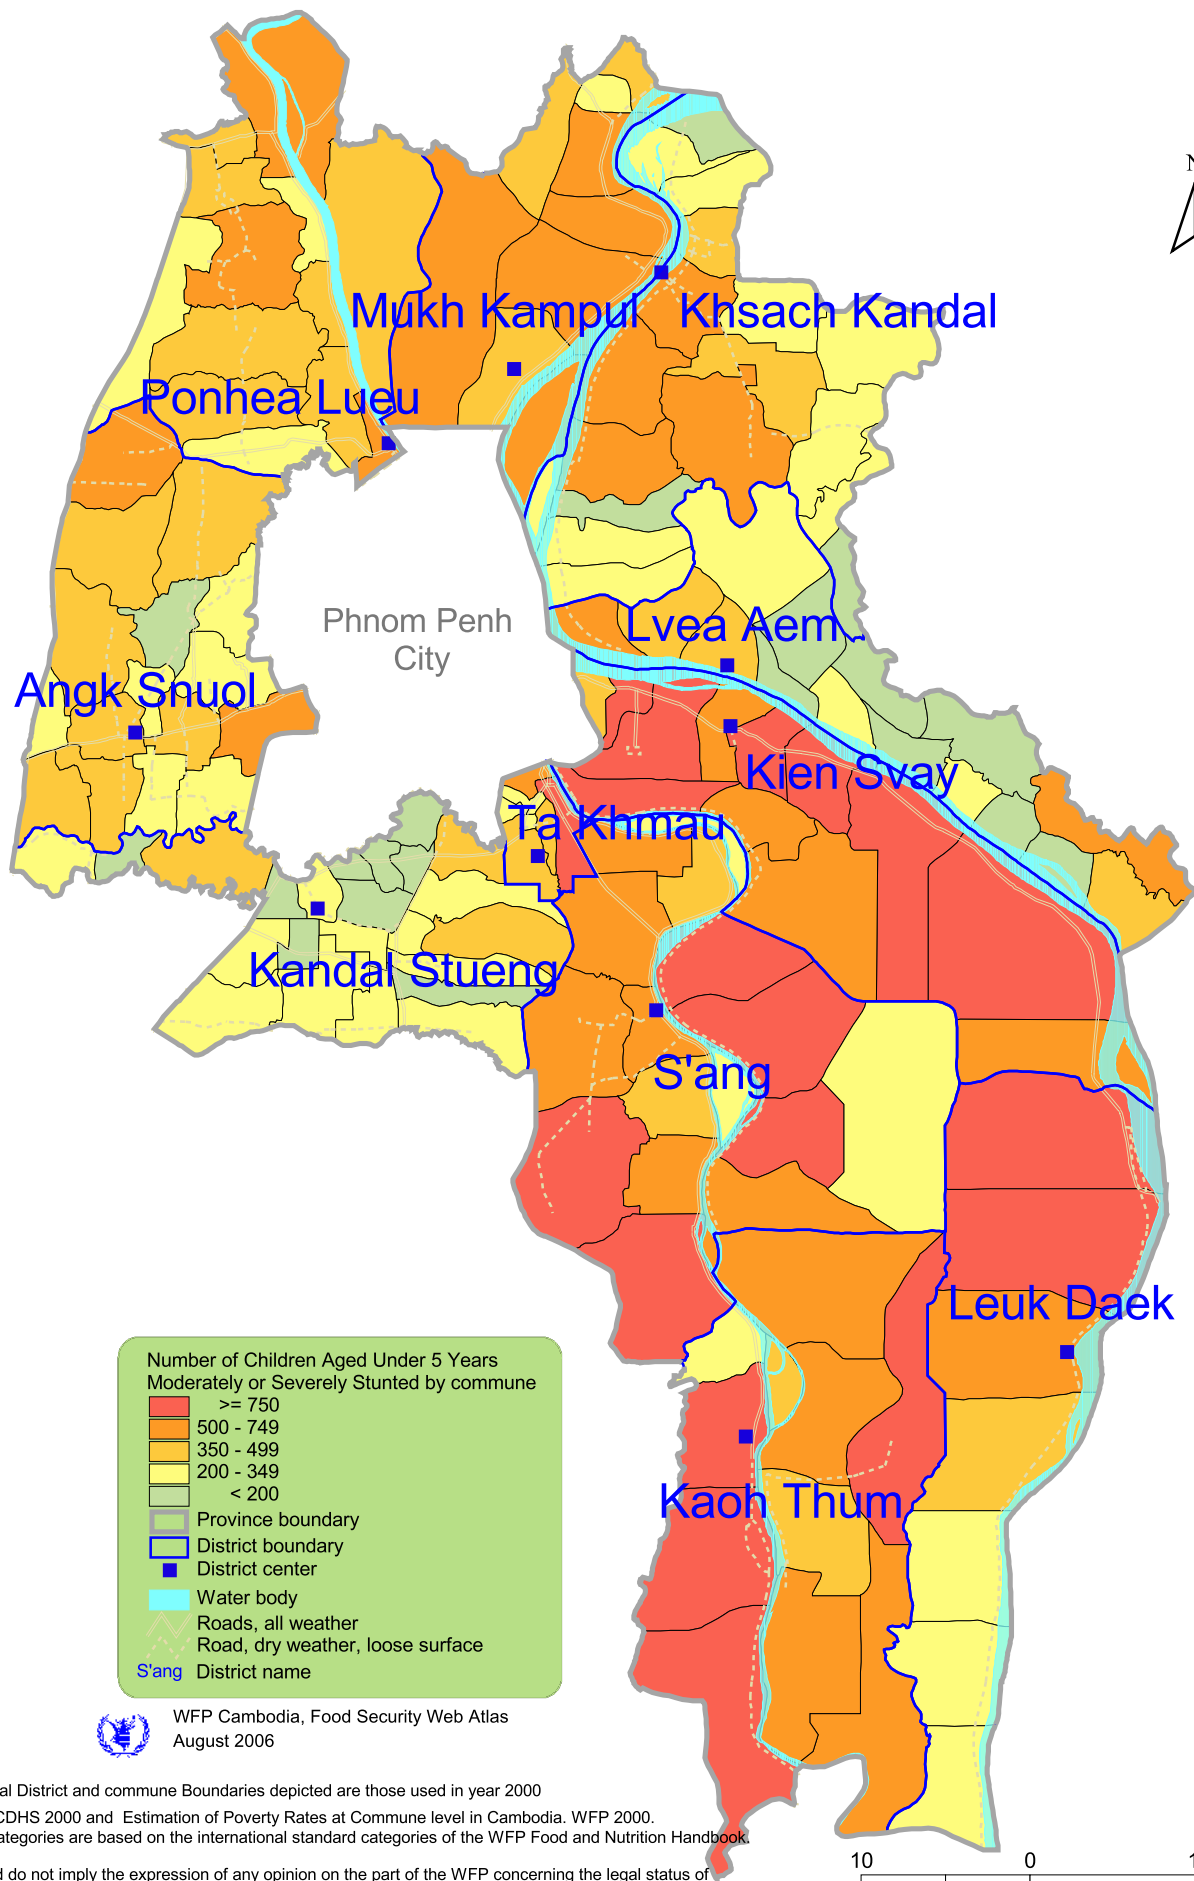 N
Mukh Kampul
Khsach Kandal
Ponhea Lueu
Phnom Penh
City
Lvea Aem
Angk Snuol
Kien Svay
Ta Khmau
Kandal Stueng
S'ang
Leuk Daek
Kaoh Thum
Number of Children Aged Under 5 Years
Moderately or Severely Stunted by commune
>= 750
500 - 749
350 - 499
200 - 349
< 200
Province boundary
District boundary
District center
Water body
Roads, all weather
Road, dry weather, loose surface
S'ang District name
WFP Cambodia, Food Security Web Atlas
August 2006
al District and commune Boundaries depicted are those used in year 2000
CDHS 2000 and Estimation of Poverty Rates at Commune level in Cambodia. WFP 2000.
ategories are based on the international standard categories of the WFP Food and Nutrition Handbook.
d do not imply the expression of any opinion on the part of the WFP concerning the legal status of
10 0 1